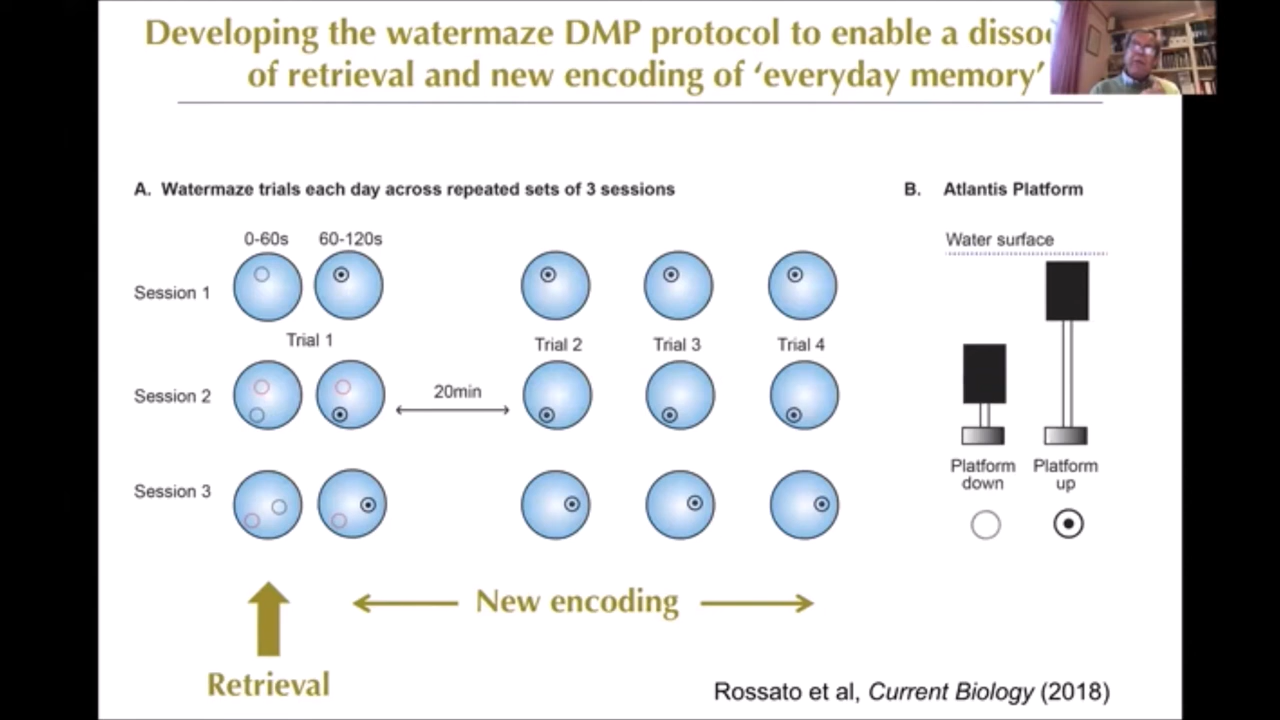 Developing the watermaze DMP protocol to enable a
of retrieval and new encoding of ‘everyday memory’
A. Watermaze trials each day across repeated sets of 3 sessions
B. Atlantis Platform
0-60s 60-120s
Water surface
Session 1
Trial 1
Trial 2 Trial 3 Trial 4
Session 2
20min
Platform down
Platform up
Session 3
New encoding
Retrieval
Rossato et al, Current Biology (2018)